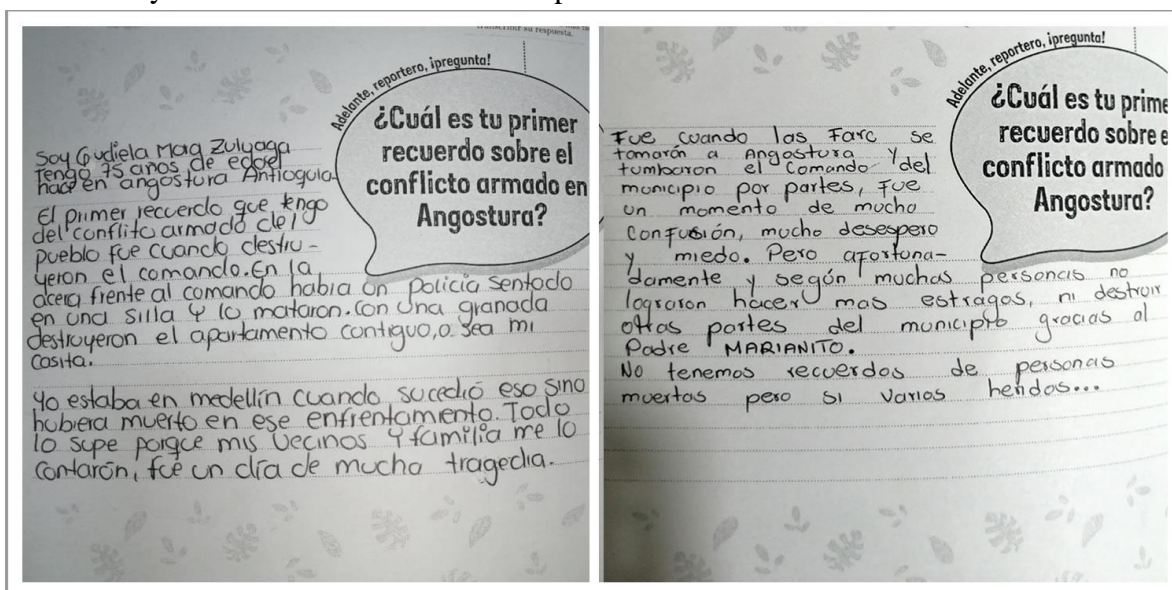 transcribir su respuesta.
Adelante, reportero, ¡pregunta!
¿Cuál es tu primer
recuerdo sobre el
conflicto armado en
Angostura?
Soy Gudiela Maa Zuluaga
Tengo 75 años de edad
naci en angostura Antioquia
El primer recuerdo que tengo
del conflito armado del
pueblo fue cuando destru-
yeron el comando. En la
acera frente al comando habia un policía sentado
en una silla y lo mataron. Con una granada
destruyeron el apartamento contiguo, o sea mi
casita.
Yo estaba en medellín cuando sucedió eso sino
hubiera muerto en ese enfrentamiento. Todo
lo supe porque mis vecinos y familia me lo
contarón, fué un día de mucha tragedia.
Adelante, reportero, ¡pregunta!
¿Cuál es tu prime
recuerdo sobre e
conflicto armado
Angostura?
Fue cuando las Farc se
tomarón a Angostura y
tumbaron el Comando del
municipio por partes, Fue
un momento de mucho
confusión, mucho desespero
y miedo. Pero afortuna-
damente y según muchas personas no
lograron hacer mas estragos, ni destruir
otras partes del municipio gracias al
Padre MARIANITO.
No tenemos recuerdos de personas
muertas pero si varios heridos...